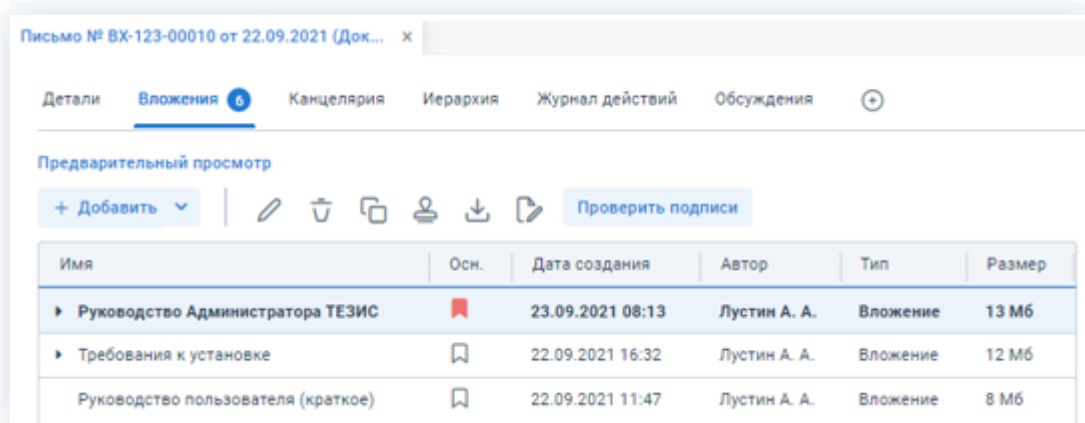 Письмо № ВХ-123-00010 от 22.09.2021 (Док... ×
Детали Вложения 6 Канцелярия Иерархия Журнал действий Обсуждения
Предварительный просмотр
+ Добавить Проверить подписи
Имя Осн. Дата создания Автор Тип Размер
Руководство Администратора ТЕЗИС 23.09.2021 08:13 Лустин А. А. Вложение 13 Мб
Требования к установке 22.09.2021 16:32 Лустин А. А. Вложение 12 Мб
Руководство пользователя (краткое) 22.09.2021 11:47 Лустин А. А. Вложение 8 Мб